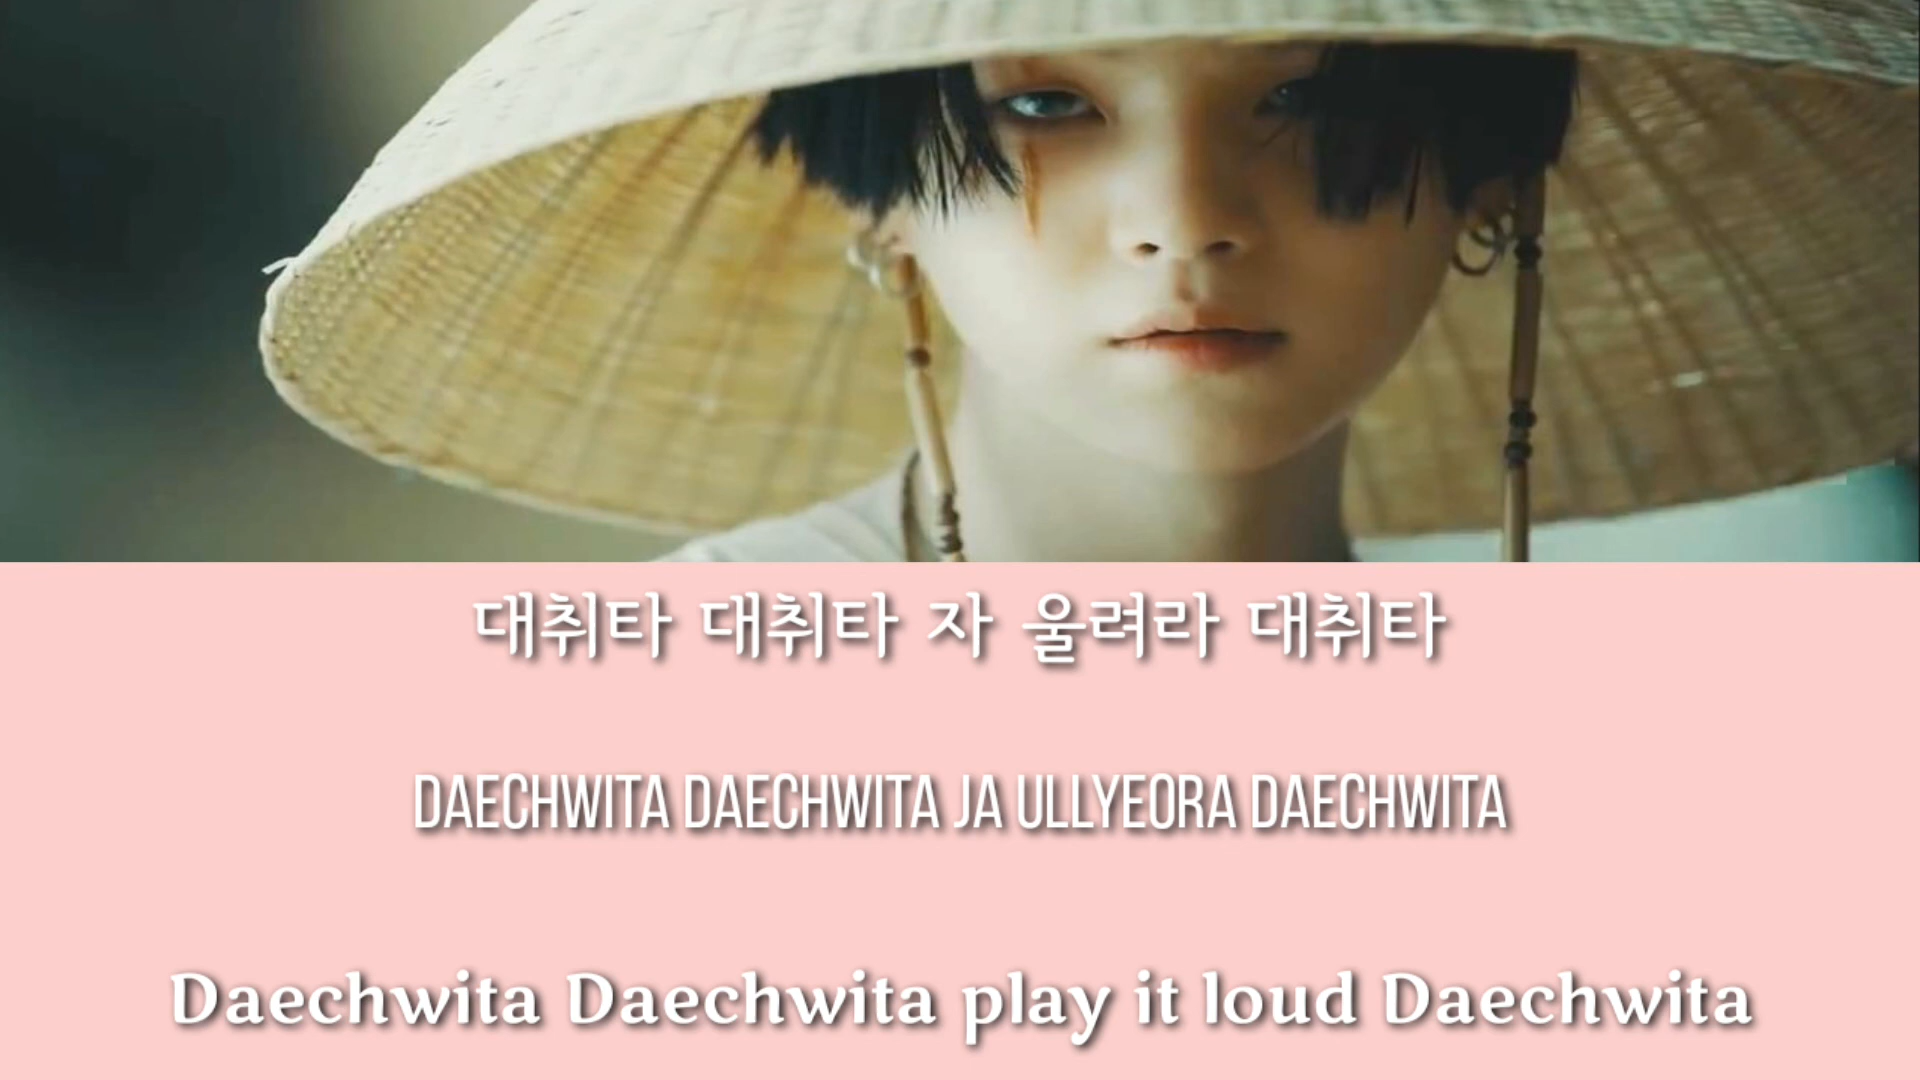 대취타 대취타 자 울려라 대취타
DAECHWITA DAECHWITA JA ULLYEORA DAECHWITA
Daechwita Daechwita play it loud Daechwita